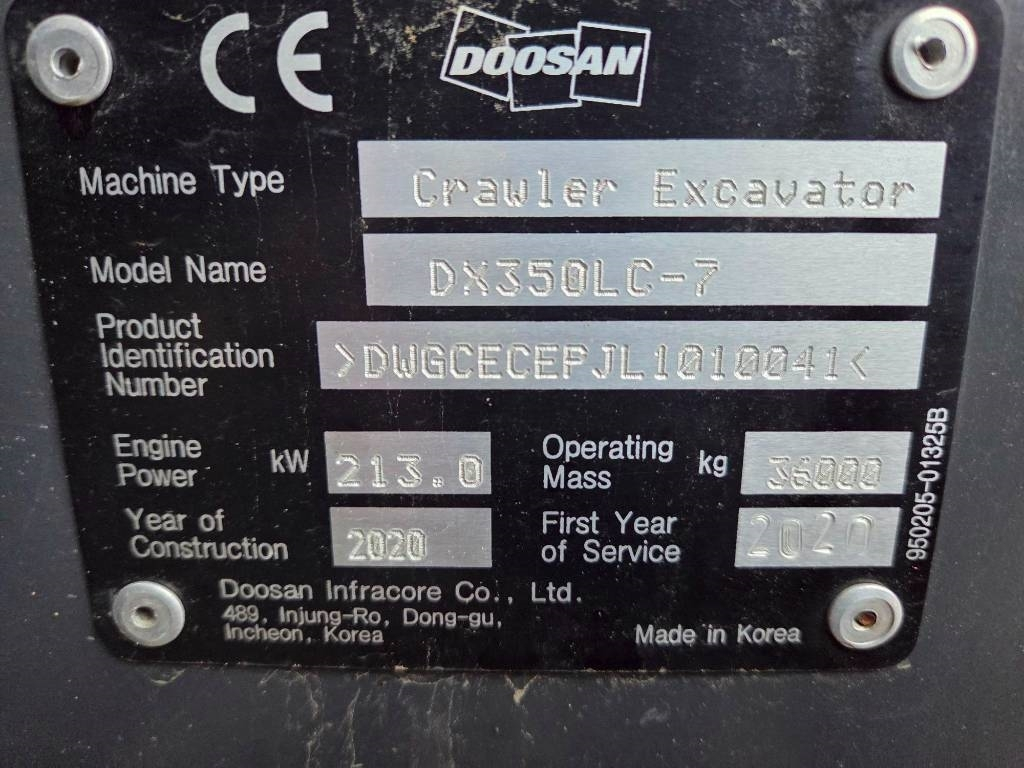 CE DOOSAN
Machine Type Crawler Excavator
Model Name DX350LC-7
Product
Identification >DWGCECEPJL1010041<
Number
Engine
Power kW 213.0
Operating
Mass kg 36000
Year of
Construction 2020
First Year
of Service 2020
950205-01325B
Doosan Infracore Co., Ltd.
489, Injung-Ro, Dong-gu,
Incheon, Korea
Made in Korea